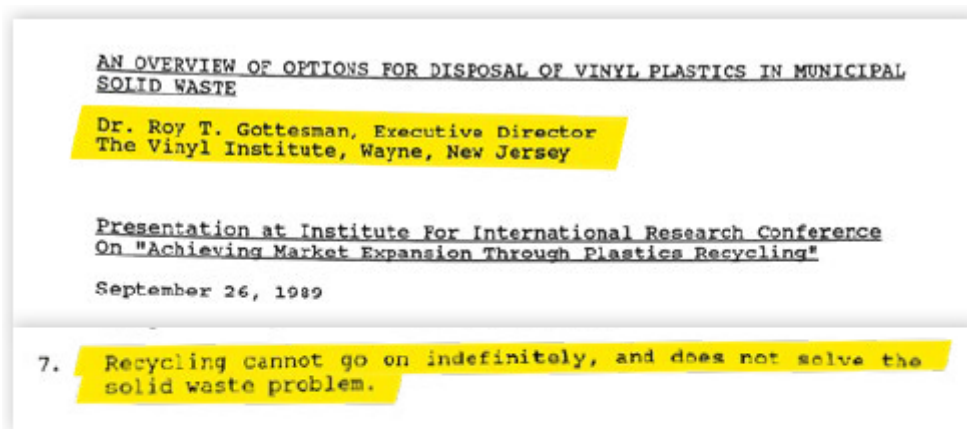 AN OVERVIEW OF OPTIONS FOR DISPOSAL OF VINYL PLASTICS IN MUNICIPAL
SOLID WASTE
Dr. Roy T. Gottesman, Executive Director
The Vinyl Institute, Wayne, New Jersey
Presentation at Institute For International Research Conference
On "Achieving Market Expansion Through Plastics Recycling"
September 26, 1989
7. Recycling cannot go on indefinitely, and does not solve the
solid waste problem.